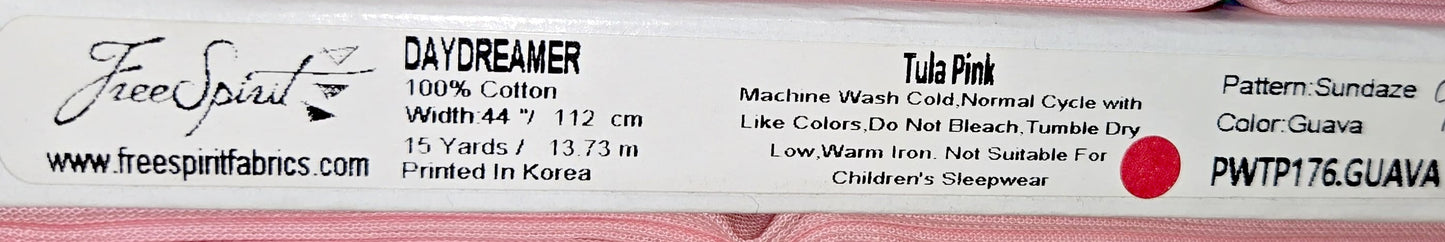 FreeSpirit
www.freespiritfabrics.com
DAYDREAMER
100% Cotton
Width:44 "/ 112 cm
15 Yards / 13.73 m
Printed In Korea
Tula Pink
Machine Wash Cold,Normal Cycle with
Like Colors,Do Not Bleach,Tumble Dry
Low,Warm Iron. Not Suitable For
Children's Sleepwear
Pattern:Sundaze
Color:Guava
PWTP176.GUAVA